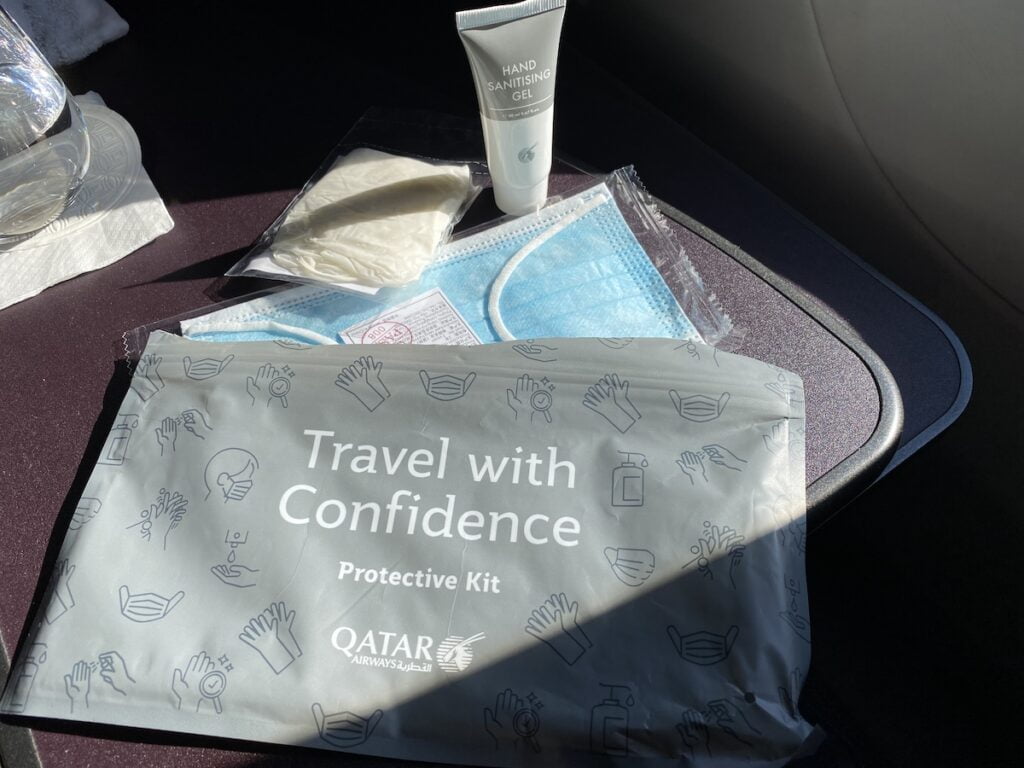 HAND
SANITISING
GEL
Travel with
Confidence
Protective Kit
QATAR
AIRWAYS القطرية